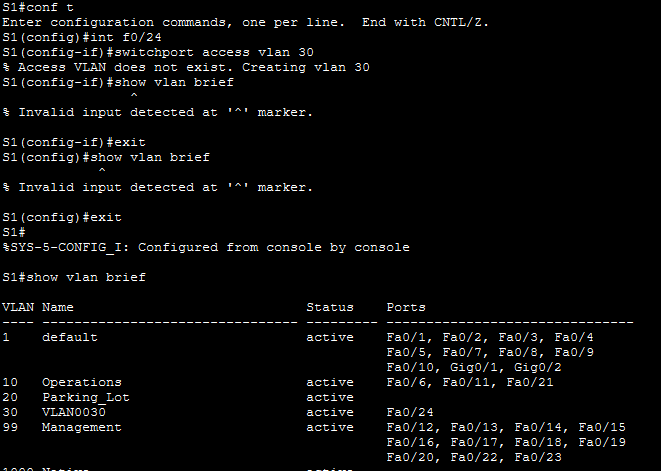 S1#conf t
Enter configuration commands, one per line.  End with CNTL/Z.
S1(config)#int f0/24
S1(config-if)#switchport access vlan 30
% Access VLAN does not exist. Creating vlan 30
S1(config-if)#show vlan brief
                ^
% Invalid input detected at '^' marker.

S1(config-if)#exit
S1(config)#show vlan brief
            ^
% Invalid input detected at '^' marker.

S1(config)#exit
S1#
%SYS-5-CONFIG_I: Configured from console by console

S1#show vlan brief

VLAN Name                             Status    Ports
---- -------------------------------- --------- -------------------------------
1    default                          active    Fa0/1, Fa0/2, Fa0/3, Fa0/4
                                                Fa0/5, Fa0/7, Fa0/8, Fa0/9
                                                Fa0/10, Gig0/1, Gig0/2
10   Operations                       active    Fa0/6, Fa0/11, Fa0/21
20   Parking_Lot                      active
30   VLAN0030                         active    Fa0/24
99   Management                       active    Fa0/12, Fa0/13, Fa0/14, Fa0/15
                                                Fa0/16, Fa0/17, Fa0/18, Fa0/19
                                                Fa0/20, Fa0/22, Fa0/23